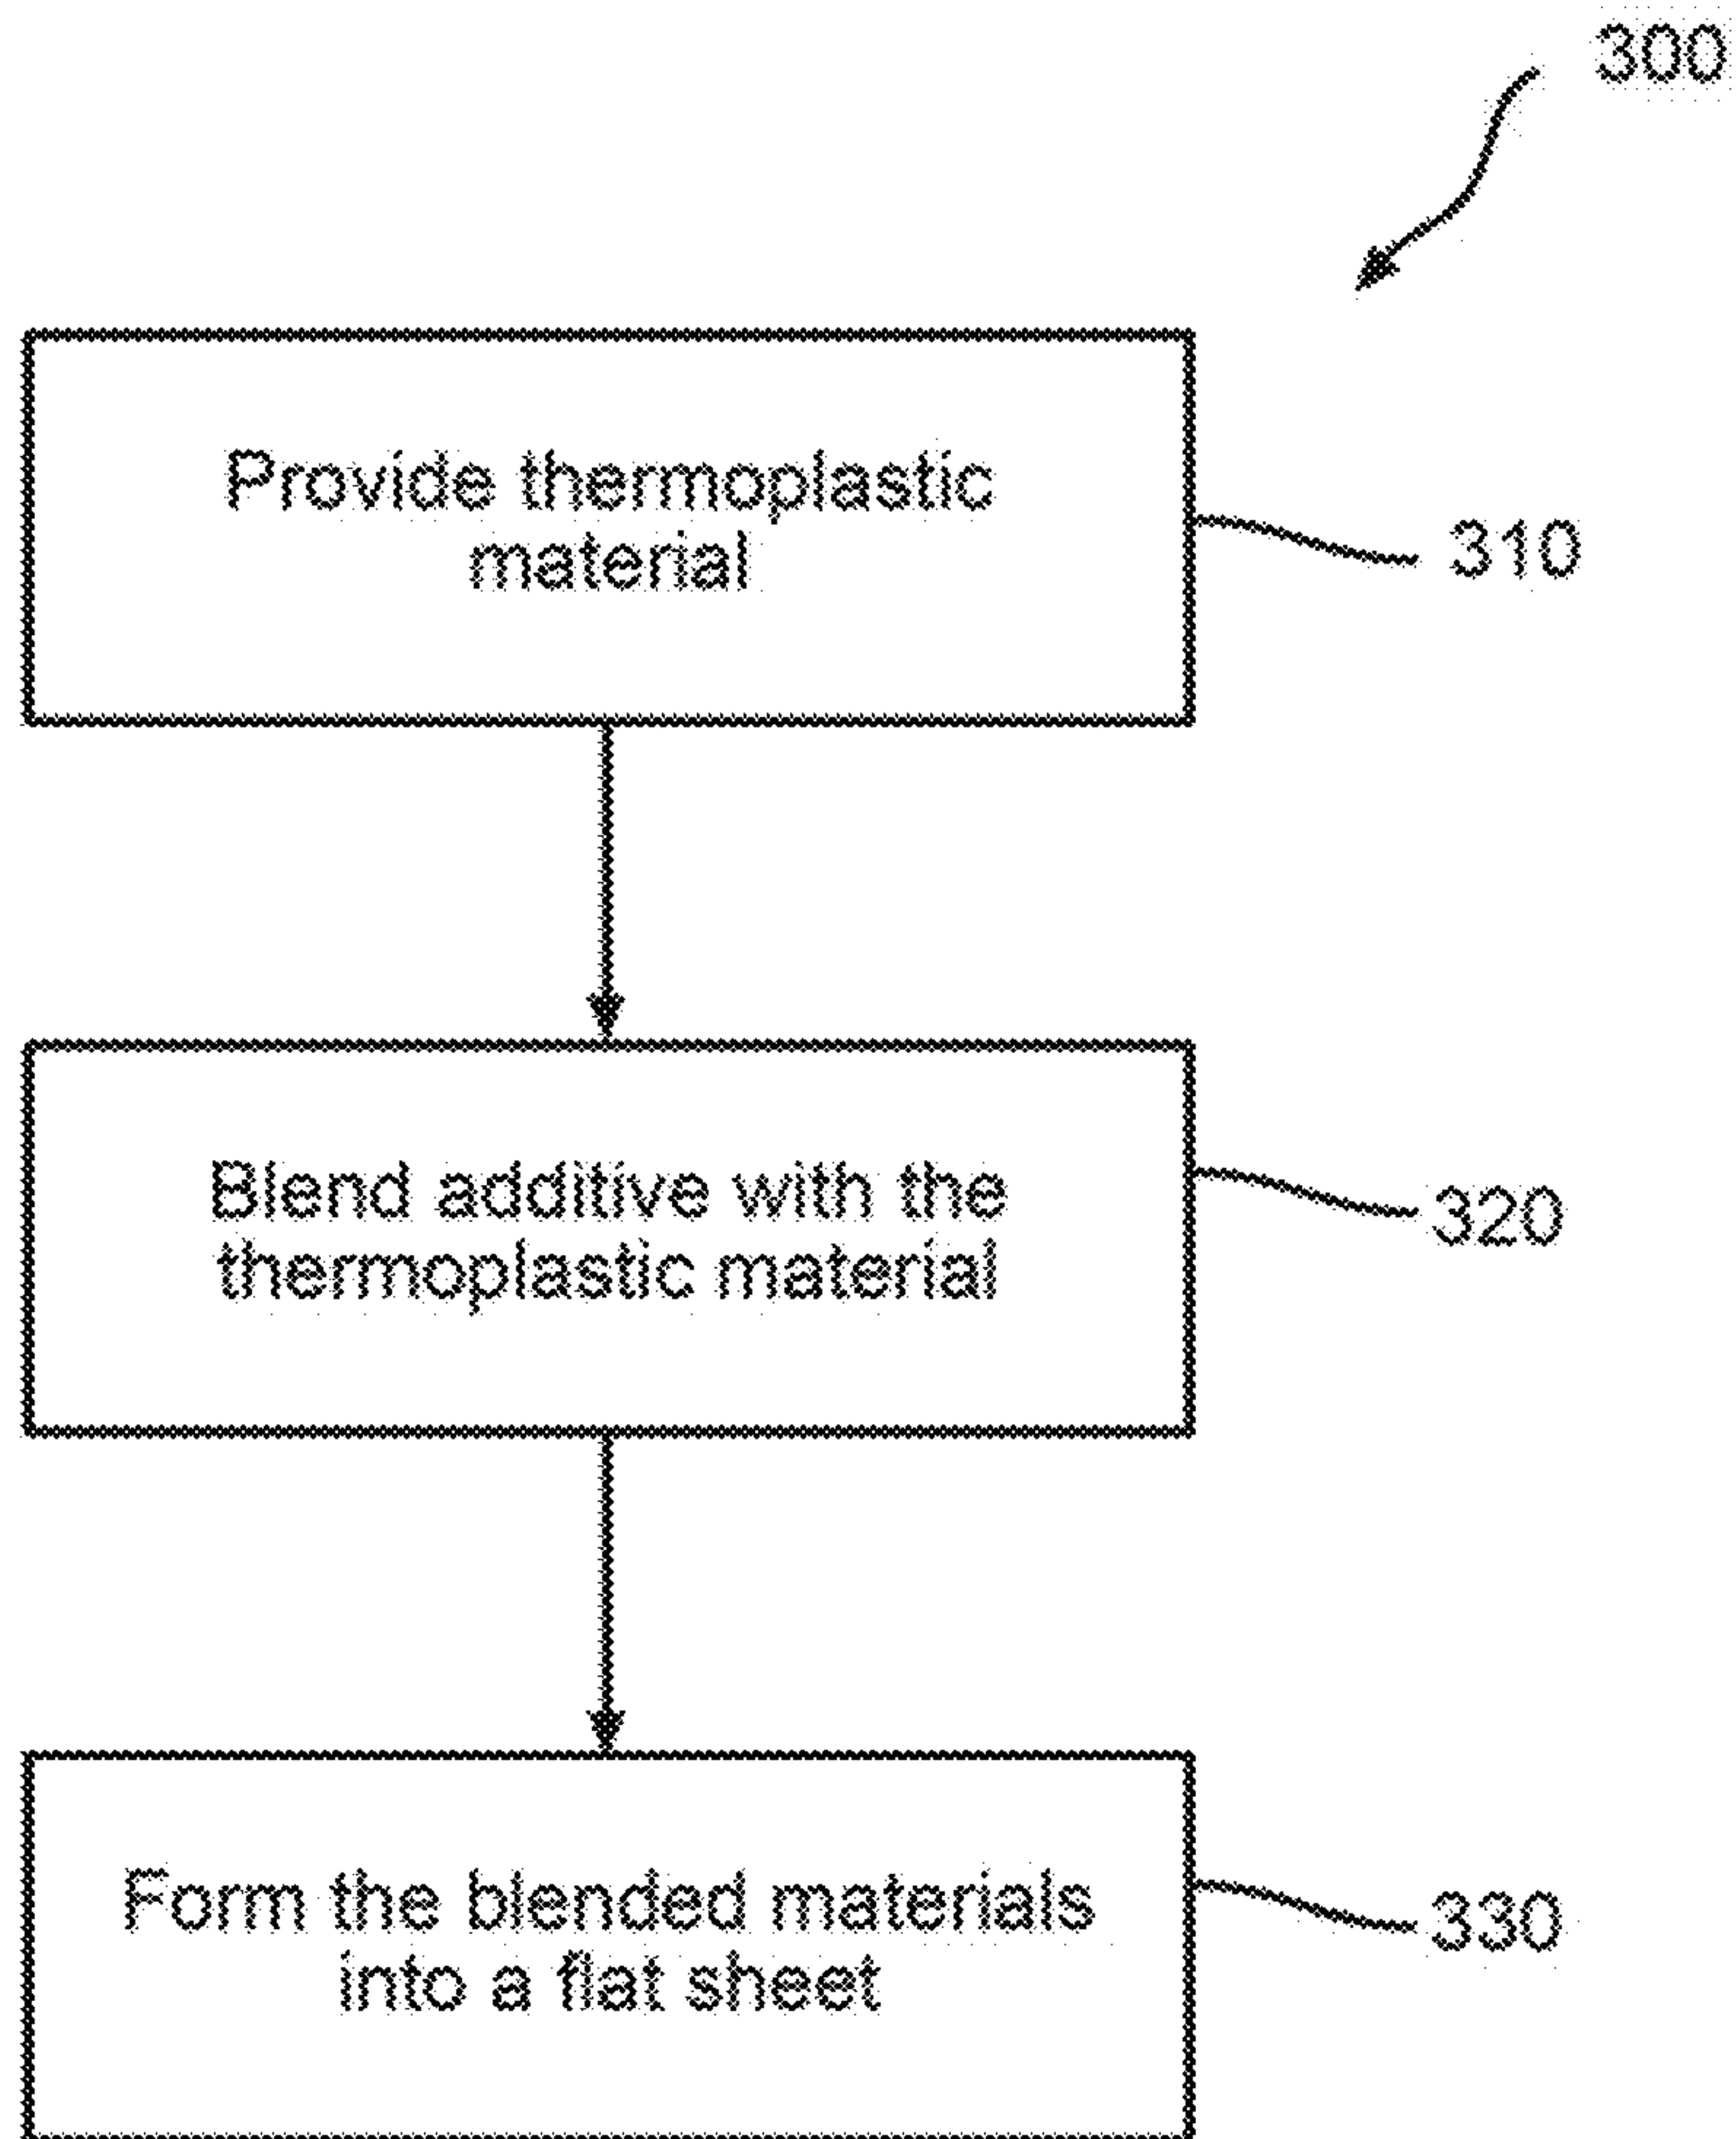 300
Provide thermoplastic
material
310
Blend additive with the
thermoplastic material
320
Form the blended materials
into a flat sheet
330